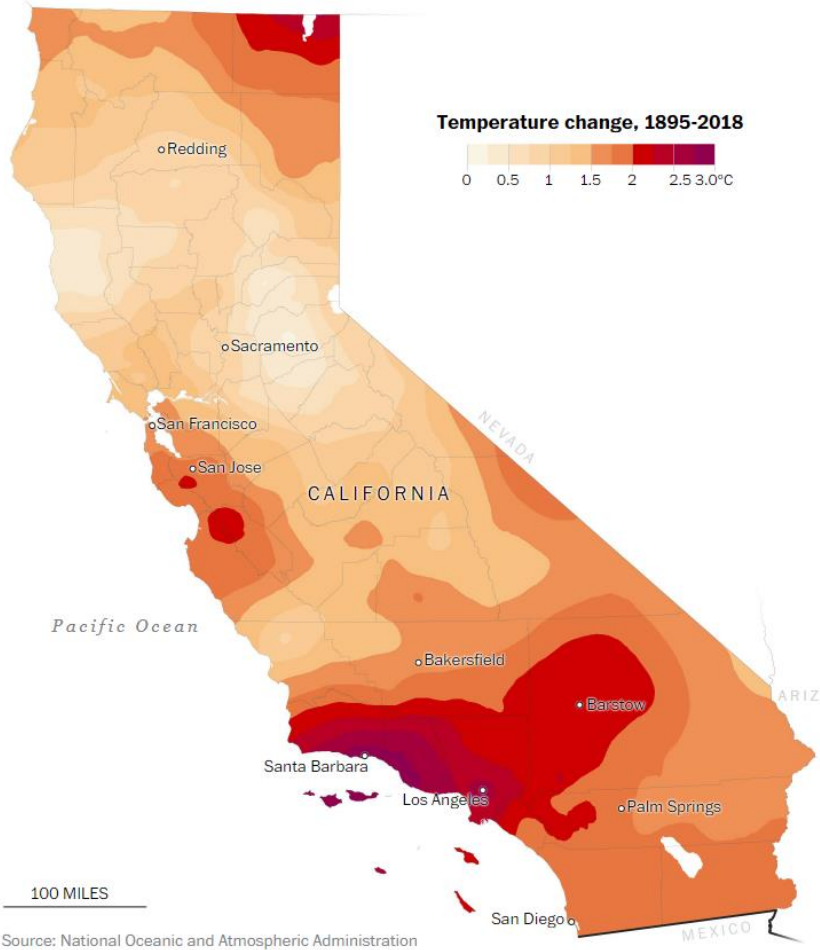 Temperature change, 1895-2018
0 0.5 1 1.5 2 2.5 3.0°C
Redding
Sacramento
NEVADA
San Francisco
San Jose
CALIFORNIA
Pacific Ocean
Bakersfield
ARIZ
Barstow
Santa Barbara
Los Angeles
Palm Springs
100 MILES
San Diego
MEXICO
Source: National Oceanic and Atmospheric Administration